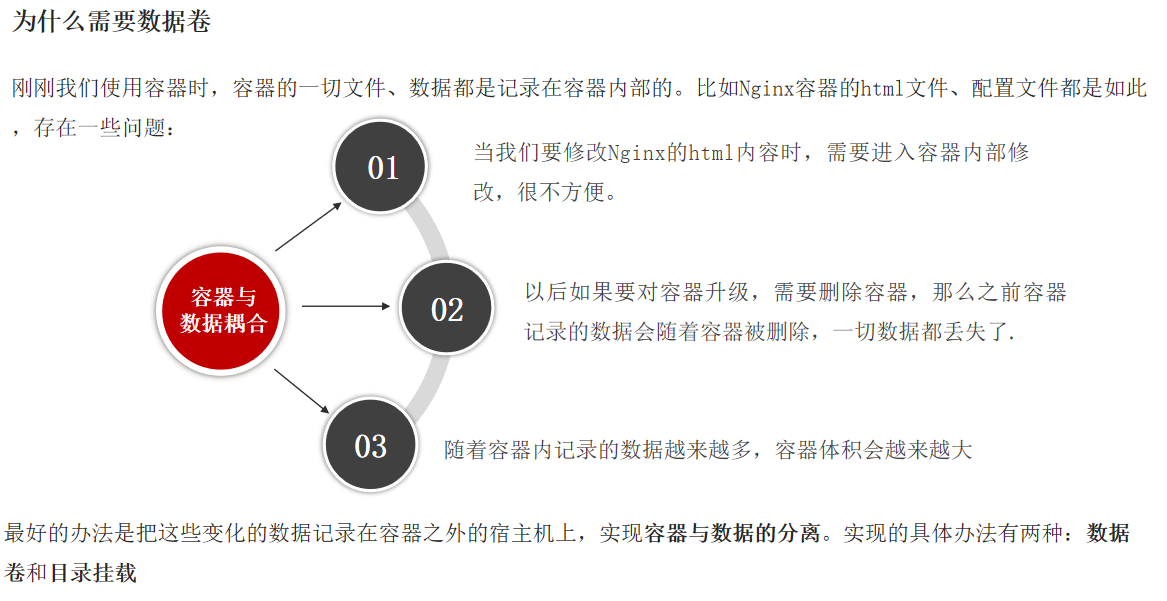 为什么需要数据卷
刚刚我们使用容器时，容器的一切文件、数据都是记录在容器内部的。比如Nginx容器的html文件、配置文件都是如此
，存在一些问题：
01
当我们要修改Nginx的html内容时，需要进入容器内部修
改，很不方便。
容器与
数据耦合
02
以后如果要对容器升级，需要删除容器，那么之前容器
记录的数据会随着容器被删除，一切数据都丢失了.
03
随着容器内记录的数据越来越多，容器体积会越来越大
最好的办法是把这些变化的数据记录在容器之外的宿主机上，实现容器与数据的分离。实现的具体办法有两种：数据
卷和目录挂载